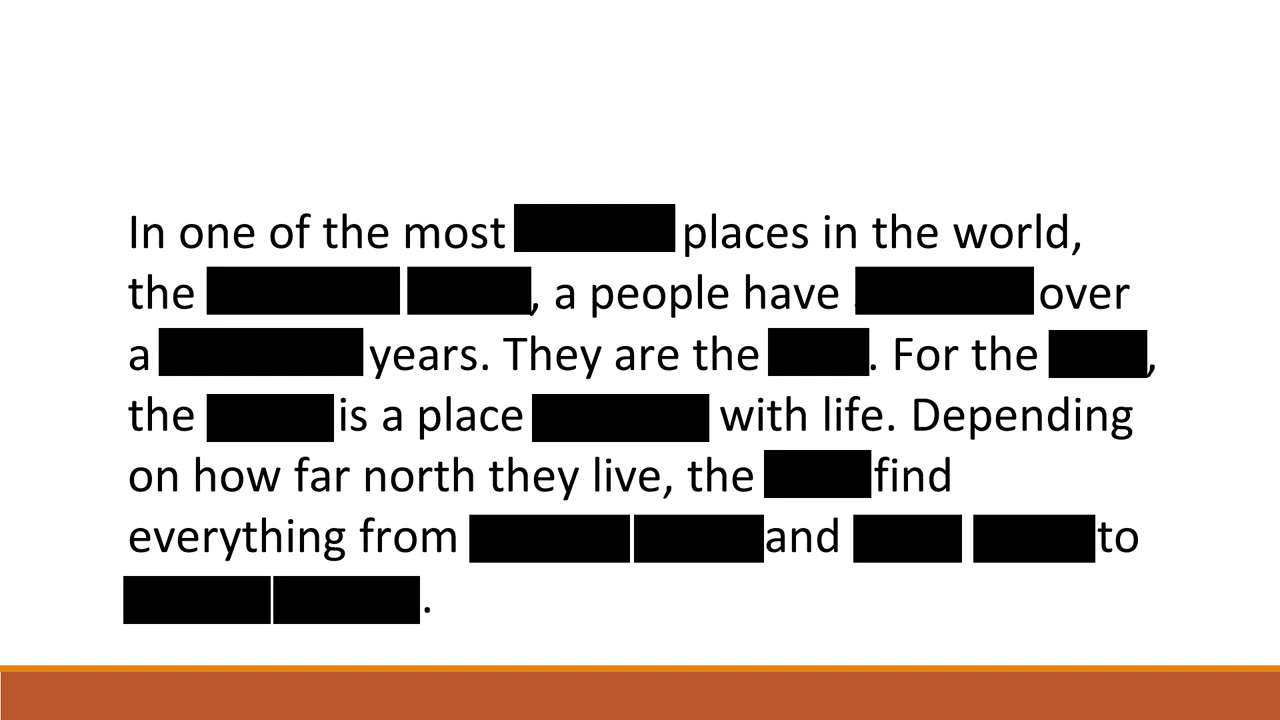 In one of the most places in the world,
the , a people have over
a years. They are the . For the ,
the is a place with life. Depending
on how far north they live, the find
everything from and to
.